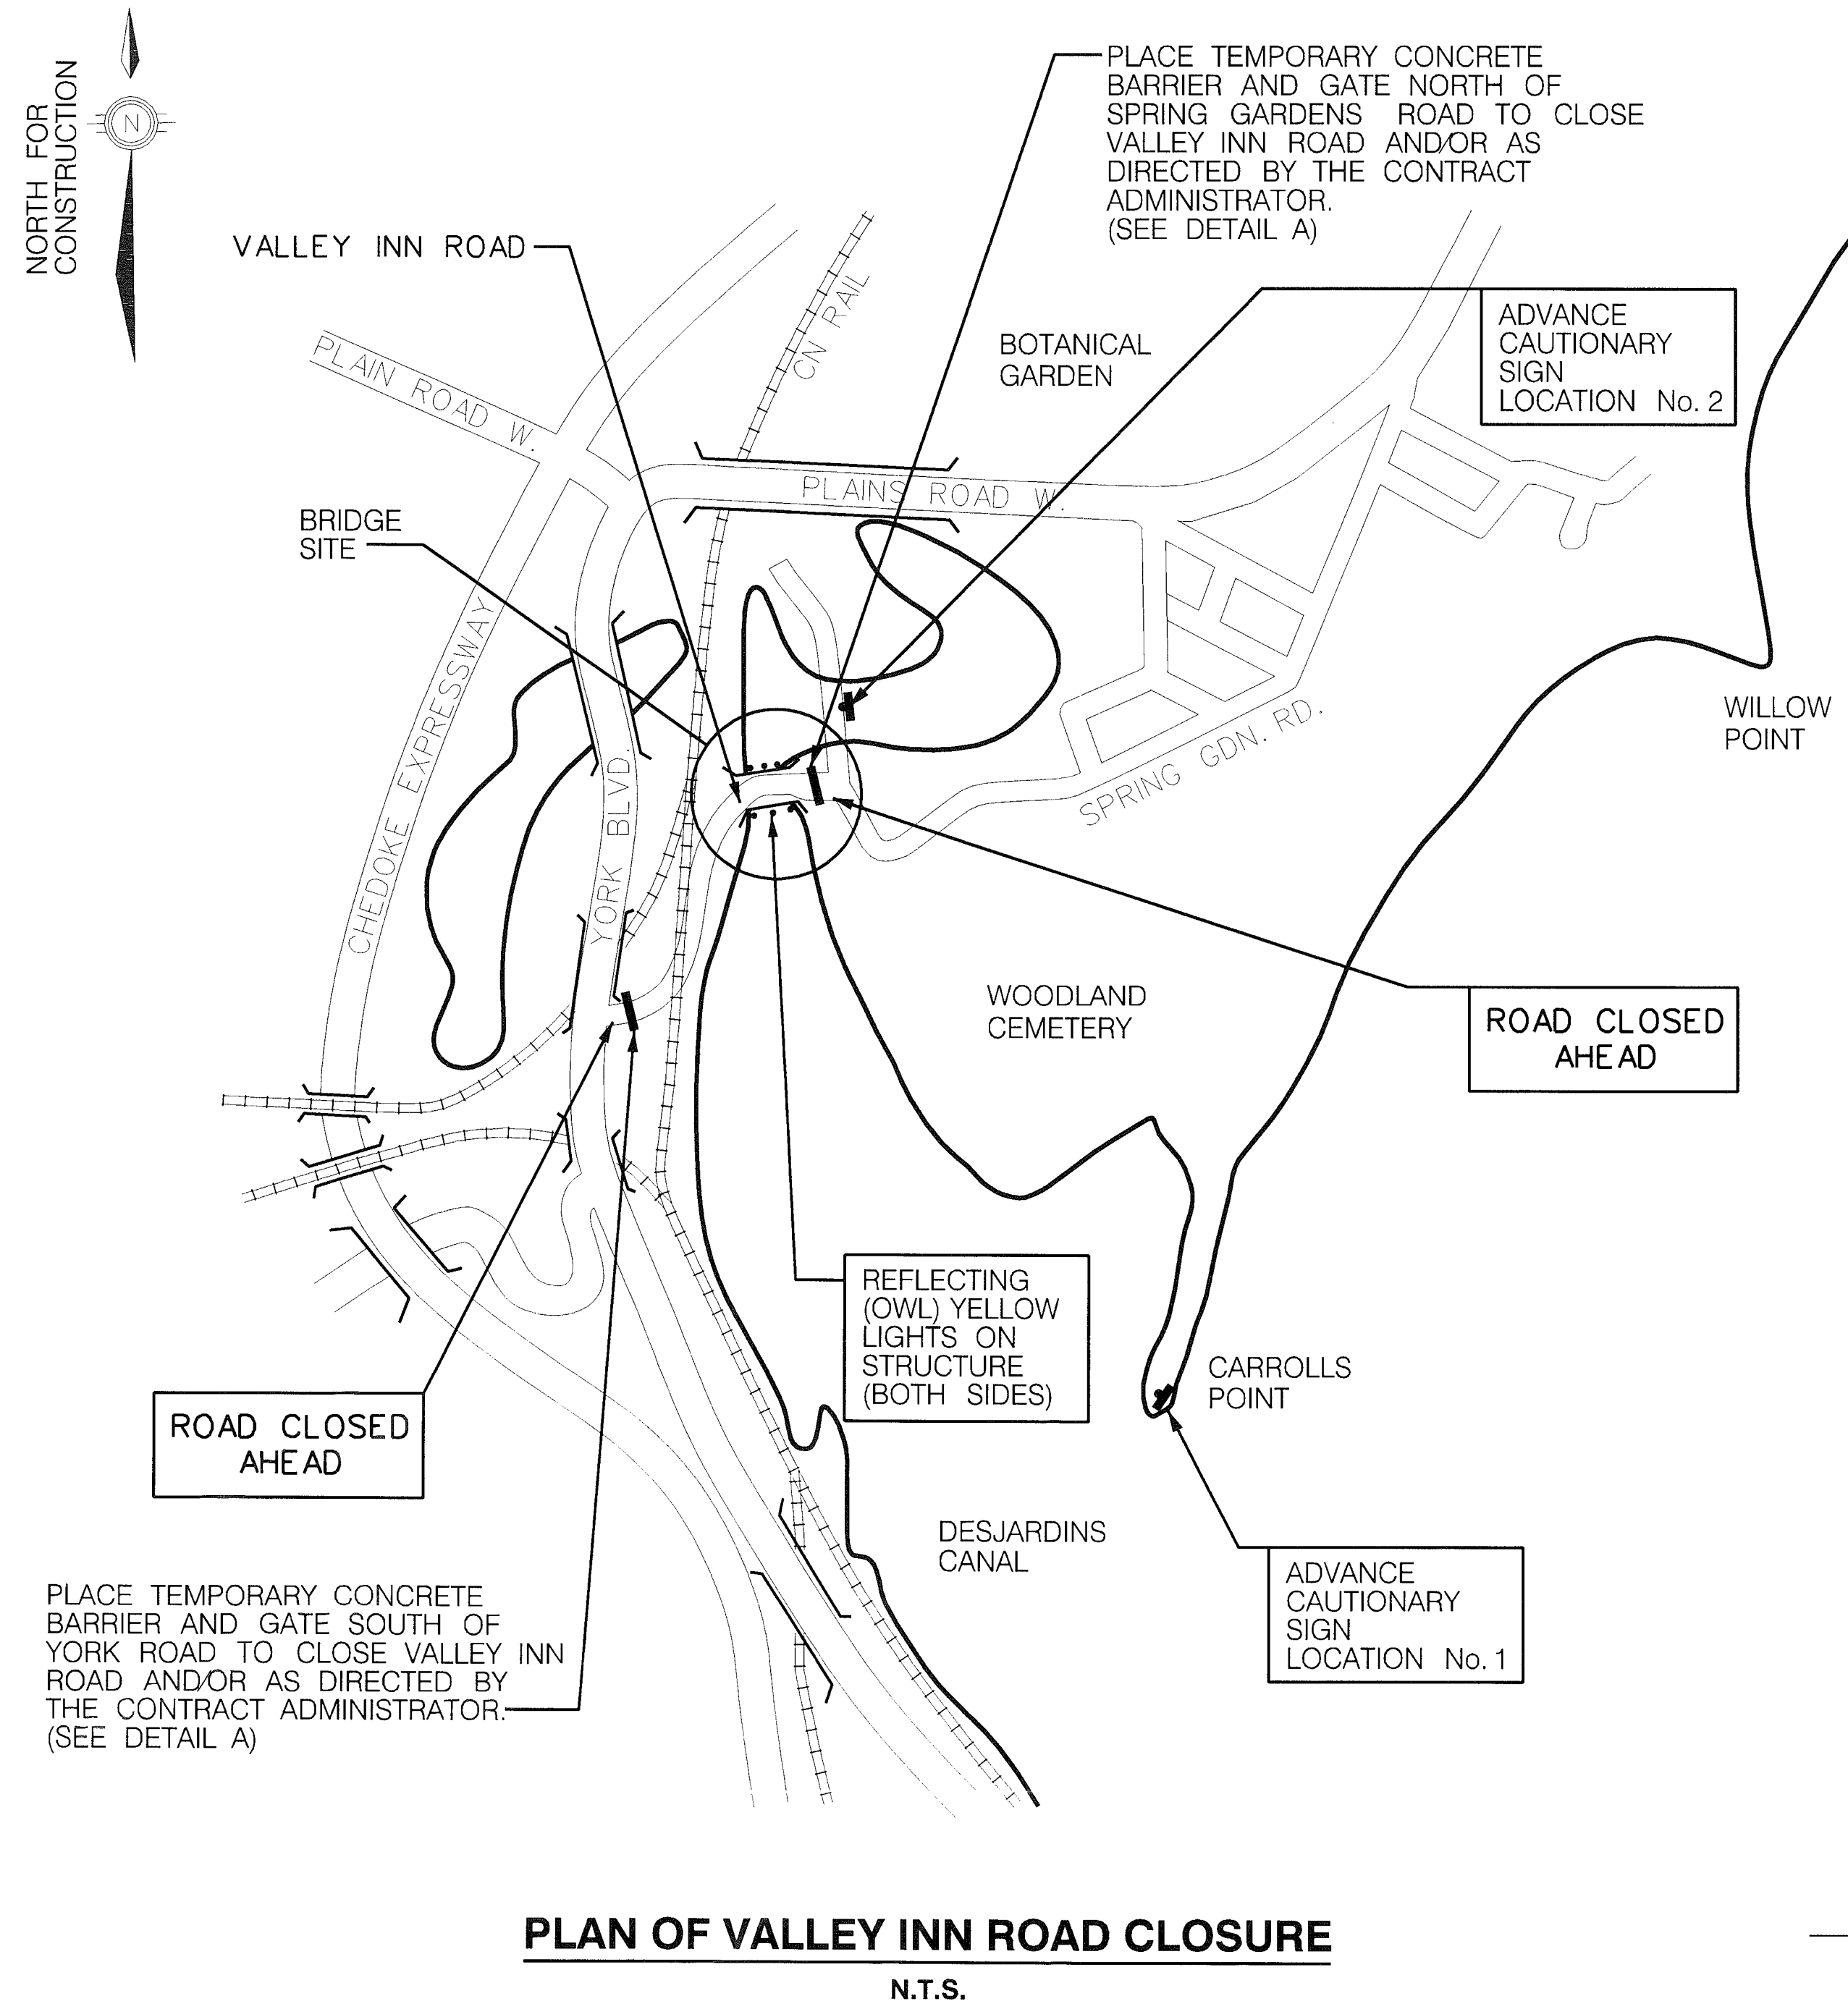 NORTH FOR
CONSTRUCTION
N
PLACE TEMPORARY CONCRETE
BARRIER AND GATE NORTH OF
SPRING GARDENS ROAD TO CLOSE
VALLEY INN ROAD AND/OR AS
DIRECTED BY THE CONTRACT
ADMINISTRATOR.
(SEE DETAIL A)
VALLEY INN ROAD
CN RAIL
BOTANICAL
GARDEN
ADVANCE
CAUTIONARY
SIGN
LOCATION No. 2
PLAIN ROAD W.
PLAINS ROAD W.
BRIDGE
SITE
CHEDOKE EXPRESSWAY
YORK BLVD.
SPRING GDN. RD.
WILLOW
POINT
WOODLAND
CEMETERY
ROAD CLOSED
AHEAD
REFLECTING
(OWL) YELLOW
LIGHTS ON
STRUCTURE
(BOTH SIDES)
CARROLLS
POINT
ROAD CLOSED
AHEAD
DESJARDINS
CANAL
ADVANCE
CAUTIONARY
SIGN
LOCATION No. 1
PLACE TEMPORARY CONCRETE
BARRIER AND GATE SOUTH OF
YORK ROAD TO CLOSE VALLEY INN
ROAD AND/OR AS DIRECTED BY
THE CONTRACT ADMINISTRATOR.
(SEE DETAIL A)
PLAN OF VALLEY INN ROAD CLOSURE
N.T.S.